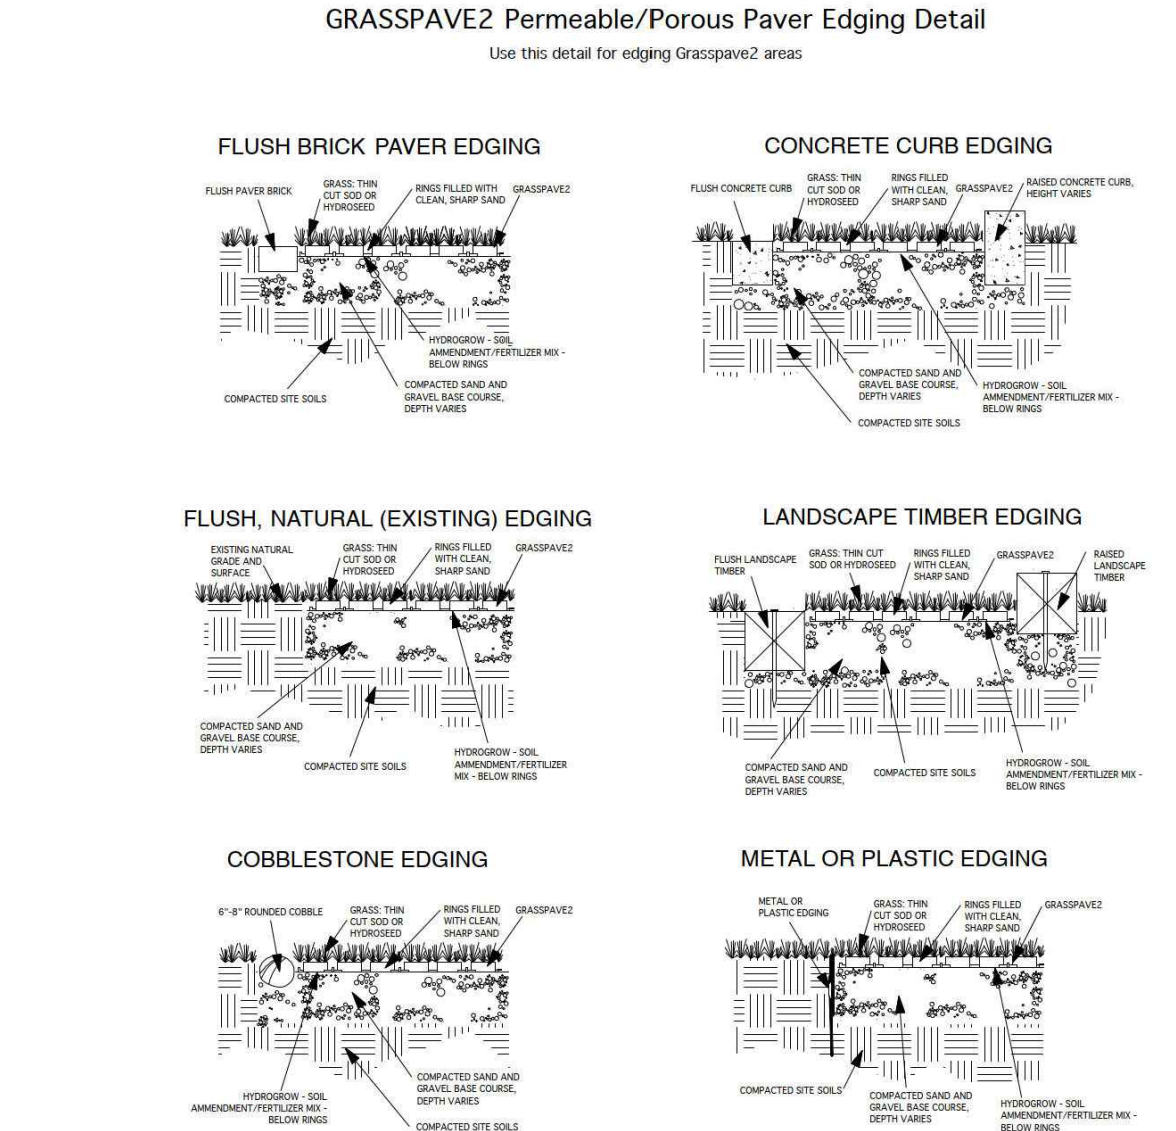 GRASSPAVE2 Permeable/Porous Paver Edging Detail
Use this detail for edging Grasspave2 areas
FLUSH BRICK PAVER EDGING
FLUSH PAVER BRICK
GRASS: THIN
CUT SOD OR
HYDROSEED
RINGS FILLED WITH
CLEAN, SHARP SAND
GRASSPAVE2
HYDROGROW - SOIL
AMMENDMENT/FERTILIZER MIX -
BELOW RINGS
COMPACTED SAND AND
GRAVEL BASE COURSE,
DEPTH VARIES
COMPACTED SITE SOILS
CONCRETE CURB EDGING
FLUSH CONCRETE CURB
GRASS: THIN
CUT SOD OR
HYDROSEED
RINGS FILLED
WITH CLEAN,
SHARP SAND
GRASSPAVE2
RAISED CONCRETE CURB,
HEIGHT VARIES
COMPACTED SAND AND
GRAVEL BASE COURSE,
DEPTH VARIES
HYDROGROW - SOIL
AMMENDMENT/FERTILIZER MIX -
BELOW RINGS
COMPACTED SITE SOILS
FLUSH, NATURAL (EXISTING) EDGING
EXISTING NATURAL
GRADE AND
SURFACE
GRASS: THIN
CUT SOD OR
HYDROSEED
RINGS FILLED
WITH CLEAN,
SHARP SAND
GRASSPAVE2
COMPACTED SAND AND
GRAVEL BASE COURSE,
DEPTH VARIES
COMPACTED SITE SOILS
HYDROGROW - SOIL
AMMENDMENT/FERTILIZER
MIX - BELOW RINGS
LANDSCAPE TIMBER EDGING
FLUSH LANDSCAPE
TIMBER
GRASS: THIN CUT
SOD OR HYDROSEED
RINGS FILLED
WITH CLEAN,
SHARP SAND
GRASSPAVE2
RAISED
LANDSCAPE
TIMBER
COMPACTED SAND AND
GRAVEL BASE COURSE,
DEPTH VARIES
COMPACTED SITE SOILS
HYDROGROW - SOIL
AMMENDMENT/FERTILIZER MIX -
BELOW RINGS
COBBLESTONE EDGING
6"-8" ROUNDED COBBLE
GRASS: THIN
CUT SOD OR
HYDROSEED
RINGS FILLED
WITH CLEAN,
SHARP SAND
GRASSPAVE2
HYDROGROW - SOIL
AMMENDMENT/FERTILIZER MIX -
BELOW RINGS
COMPACTED SAND AND
GRAVEL BASE COURSE,
DEPTH VARIES
COMPACTED SITE SOILS
METAL OR PLASTIC EDGING
METAL OR
PLASTIC EDGING
GRASS: THIN
CUT SOD OR
HYDROSEED
RINGS FILLED
WITH CLEAN,
SHARP SAND
GRASSPAVE2
COMPACTED SITE SOILS
COMPACTED SAND AND
GRAVEL BASE COURSE,
DEPTH VARIES
HYDROGROW - SOIL
AMMENDMENT/FERTILIZER MIX -
BELOW RINGS